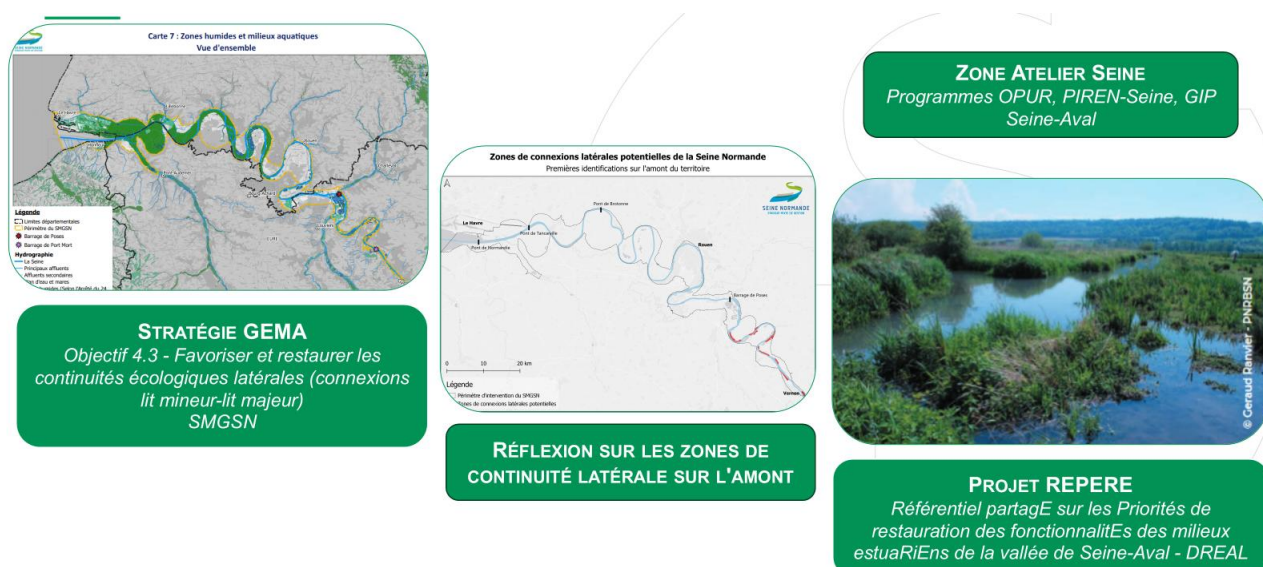 Carte 7 : Zones humides et milieux aquatiques
Vue d'ensemble
SEINE NORMANDE
Légende
Limites départementales
Périmètre du SMGSN
Barrage de Poses
Barrage de Port Mort
Hydrographie
La Seine
Principaux affluents
Affluents secondaires
STRATÉGIE GEMA
Objectif 4.3 - Favoriser et restaurer les
continuités écologiques latérales (connexions
lit mineur-lit majeur)
SMGSN
Zones de connexions latérales potentielles de la Seine Normande
Premières identifications sur l'amont du territoire
SEINE NORMANDE
Pont de Brotonne
Le Havre
Pont de Tancarville
Pont de Normandie
Rouen
Barrage de Poses
Vernon
0 10 20 km
Légende
Périmètre d'intervention du SMGSN
Zones de connexions latérales potentielles
RÉFLEXION SUR LES ZONES DE
CONTINUITÉ LATÉRALE SUR L'AMONT
ZONE ATELIER SEINE
Programmes OPUR, PIREN-Seine, GIP
Seine-Aval
© Geraud Ranvier - PNRBSN
PROJET REPERE
Référentiel partagE sur les Priorités de
restauration des fonctionnalitEs des milieux
estuaRiEns de la vallée de Seine-Aval - DREAL